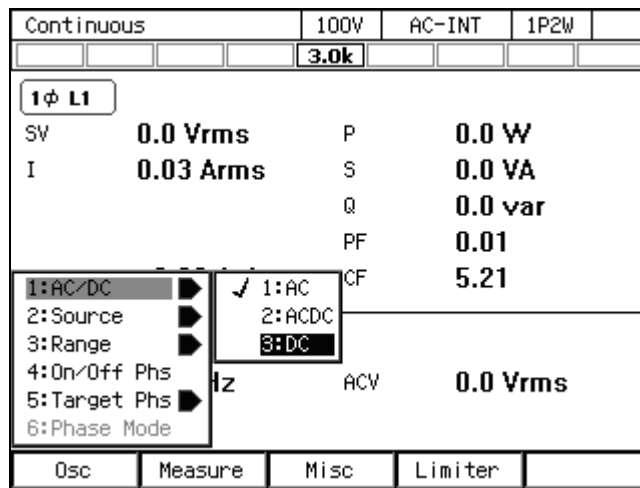 Continuous 100V AC-INT 1P2W
3.0k
1Φ L1
SV 0.0 Vrms P 0.0 W
I 0.03 Arms S 0.0 VA
Q 0.0 var
PF 0.01
CF 5.21
1:AC/DC 1:AC
2:Source 2:ACDC
3:Range 3:DC
4:On/Off Phs
Hz ACV 0.0 Vrms
5:Target Phs
6:Phase Mode
Osc Measure Misc Limiter